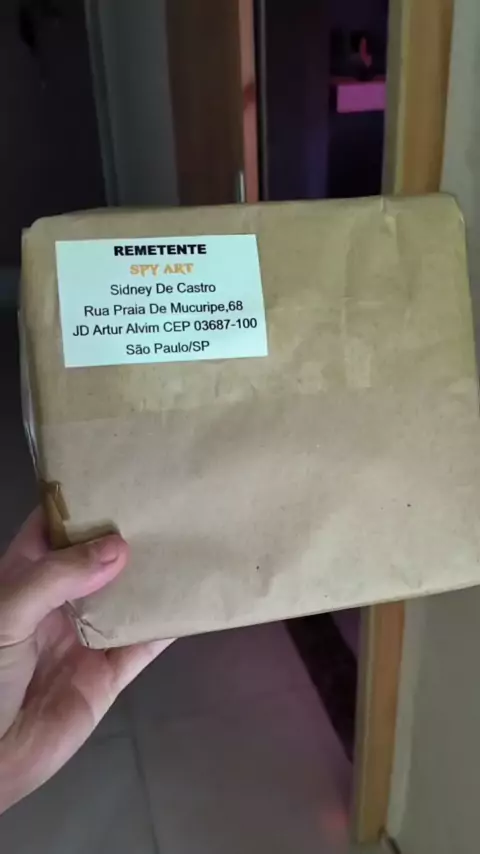 REMETENTE
SPY ART
Sidney De Castro
Rua Praia De Mucuripe,68
JD Artur Alvim CEP 03687-100
São Paulo/SP